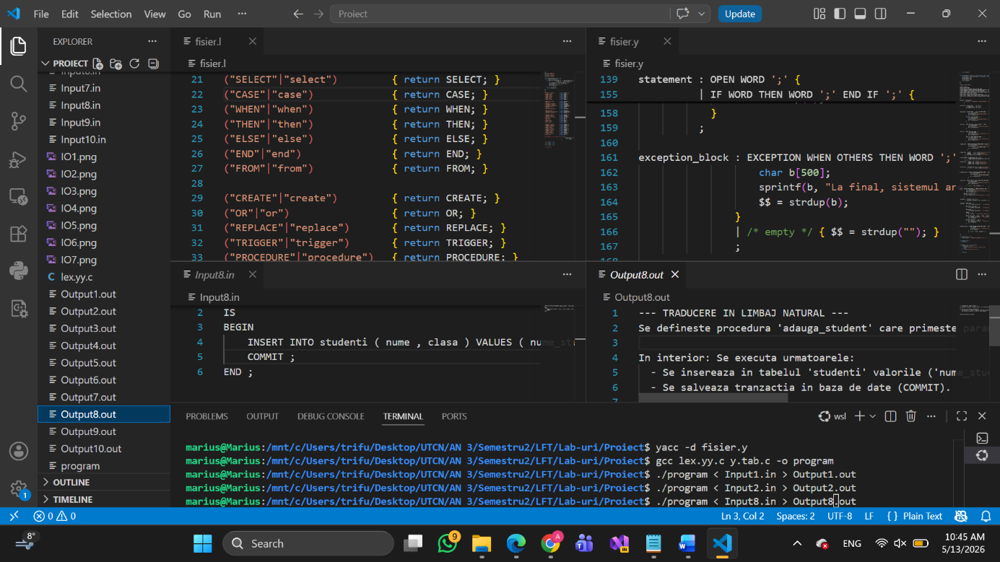 File Edit Selection View Go Run ··· Proiect Update
EXPLORER ···
PROIECT
Input7.in
Input8.in
Input9.in
Input10.in
IO1.png
IO2.png
IO3.png
IO4.png
IO5.png
IO6.png
IO7.png
C lex.yy.c
Output1.out
Output2.out
Output3.out
Output4.out
Output5.out
Output6.out
Output7.out
Output8.out
Output9.out
Output10.out
program
OUTLINE
TIMELINE
fisier.l
fisier.l
21 ("SELECT"|"select") { return SELECT; }
22 ("CASE"|"case") { return CASE; }
23 ("WHEN"|"when") { return WHEN; }
24 ("THEN"|"then") { return THEN; }
25 ("ELSE"|"else") { return ELSE; }
26 ("END"|"end") { return END; }
27 ("FROM"|"from") { return FROM; }
28
29 ("CREATE"|"create") { return CREATE; }
30 ("OR"|"or") { return OR; }
31 ("REPLACE"|"replace") { return REPLACE; }
32 ("TRIGGER"|"trigger") { return TRIGGER; }
33 ("PROCEDURE"|"procedure") { return PROCEDURE; }
fisier.y
fisier.y
139 statement : OPEN WORD ';' {
155 | IF WORD THEN WORD ';' END IF ';' {
158 }
159 ;
160
161 exception_block : EXCEPTION WHEN OTHERS THEN WORD ';'
162 char b[500];
163 sprintf(b, "La final, sistemul ar
164 $$ = strdup(b);
165 }
166 | /* empty */ { $$ = strdup(""); }
167 ;
Input8.in
Input8.in
2 IS
3 BEGIN
4 INSERT INTO studenti ( nume , clasa ) VALUES ( nume_st
5 COMMIT ;
6 END ;
Output8.out
Output8.out
1 --- TRADUCERE IN LIMBAJ NATURAL ---
2 Se defineste procedura 'adauga_student' care primeste param
3
4 In interior: Se executa urmatoarele:
5 - Se insereaza in tabelul 'studenti' valorile ('nume_stu
6 - Se salveaza tranzactia in baza de date (COMMIT).
7
PROBLEMS OUTPUT DEBUG CONSOLE TERMINAL PORTS wsl
marius@Marius:/mnt/c/Users/trifu/Desktop/UTCN/AN 3/Semestru2/LFT/Lab-uri/Proiect$ yacc -d fisier.y
marius@Marius:/mnt/c/Users/trifu/Desktop/UTCN/AN 3/Semestru2/LFT/Lab-uri/Proiect$ gcc lex.yy.c y.tab.c -o program
marius@Marius:/mnt/c/Users/trifu/Desktop/UTCN/AN 3/Semestru2/LFT/Lab-uri/Proiect$ ./program < Input1.in > Output1.out
marius@Marius:/mnt/c/Users/trifu/Desktop/UTCN/AN 3/Semestru2/LFT/Lab-uri/Proiect$ ./program < Input2.in > Output2.out
marius@Marius:/mnt/c/Users/trifu/Desktop/UTCN/AN 3/Semestru2/LFT/Lab-uri/Proiect$ ./program < Input8.in > Output8.out
0 0 Ln 3, Col 2 Spaces: 2 UTF-8 LF { } Plain Text
8° Search 9 ENG 10:45 AM
5/13/2026